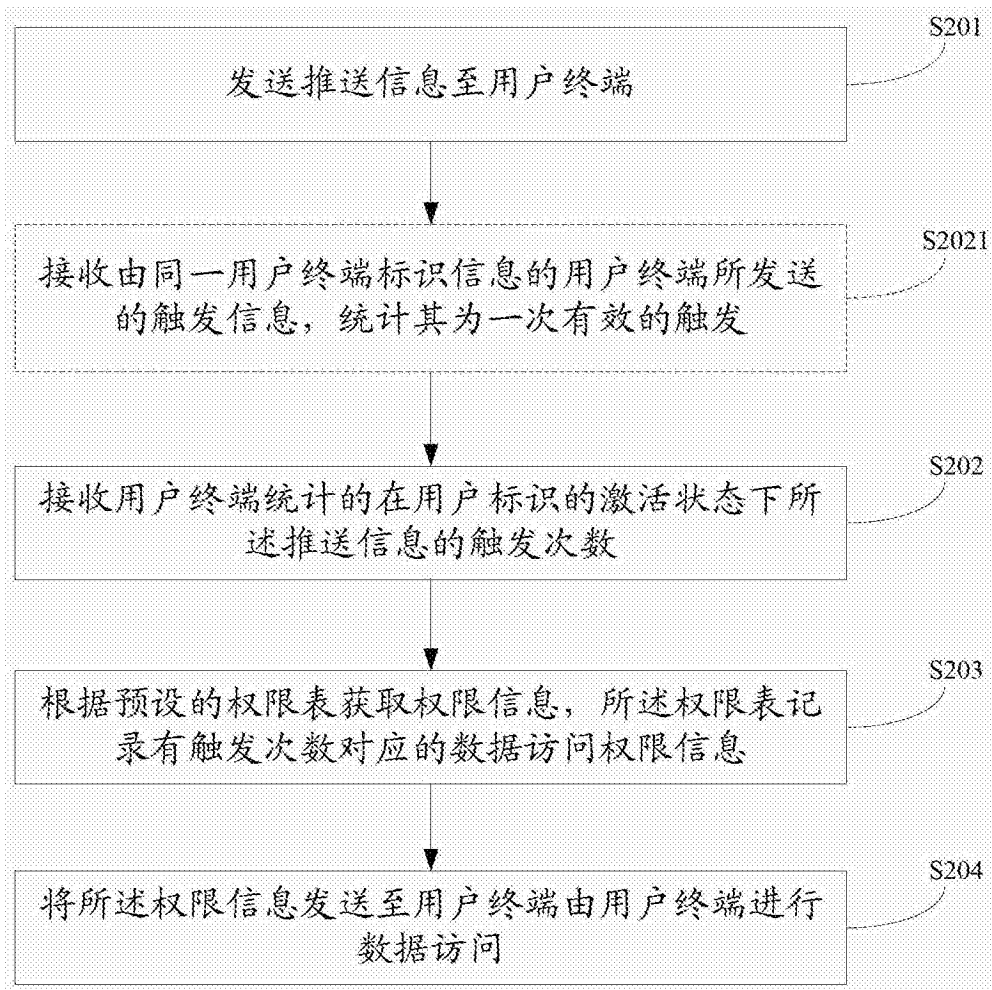 S201
发送推送信息至用户终端
S2021
接收由同一用户终端标识信息的用户终端所发送
的触发信息，统计其为一次有效的触发
S202
接收用户终端统计的在用户标识的激活状态下所
述推送信息的触发次数
S203
根据预设的权限表获取权限信息，所述权限表记
录有触发次数对应的数据访问权限信息
S204
将所述权限信息发送至用户终端由用户终端进行
数据访问